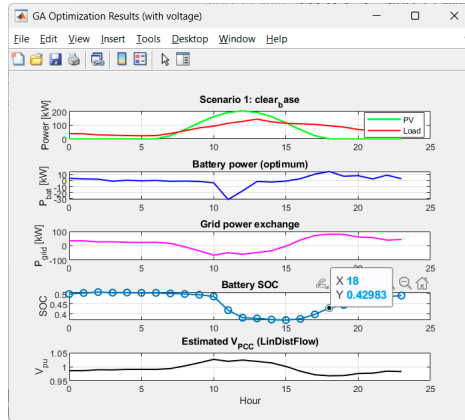 GA Optimization Results (with voltage)
File Edit View Insert Tools Desktop Window Help
Scenario 1: clear_base
Power [kW]
200
100
0
PV
Load
0 5 10 15 20 25
Battery power (optimum)
P_bat [kW]
10
0
-10
-30
0 5 10 15 20 25
Grid power exchange
P_grid [kW]
100
0
-100
0 5 10 15 20 25
Battery SOC
SOC
0.5
0.45
0.4
X 18
Y 0.42983
0 5 10 15 20 25
Estimated V_PCC (LinDistFlow)
V_pu
1.05
1
0.95
0 5 10 15 20 25
Hour